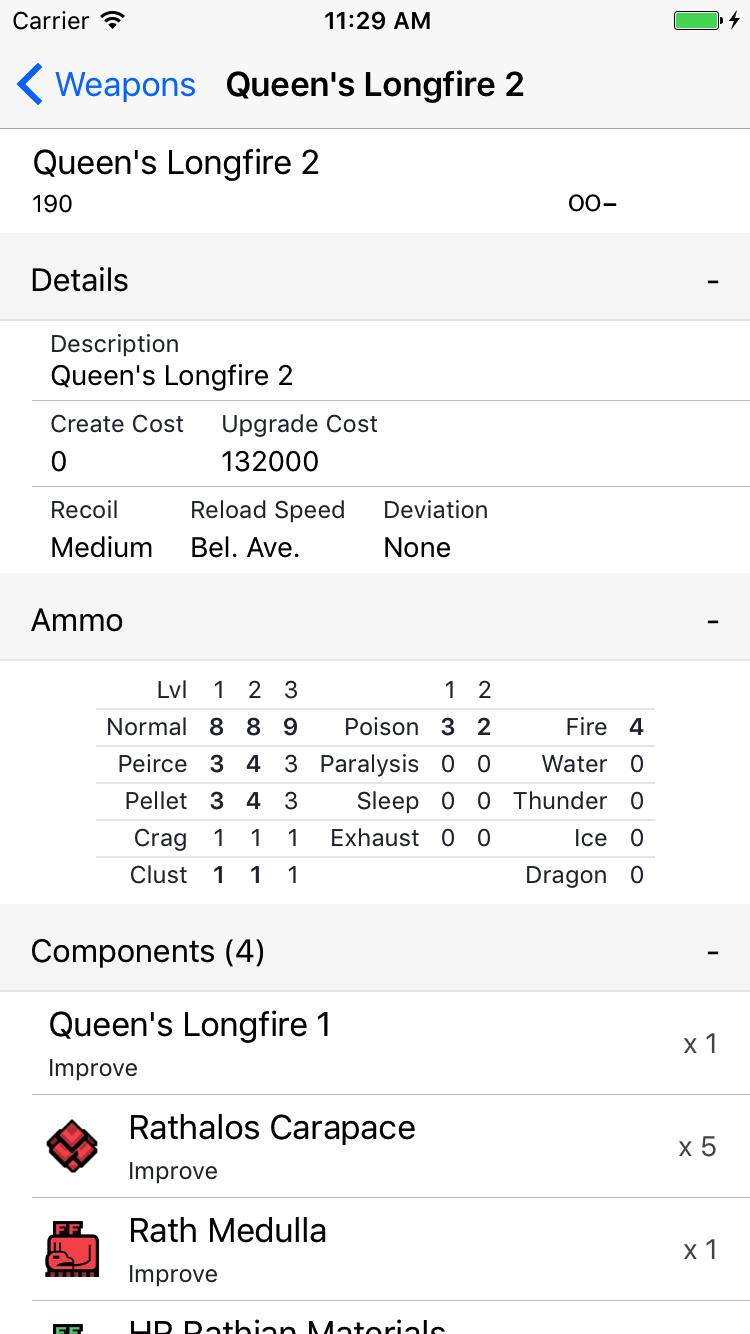 Carrier 11:29 AM
Weapons Queen's Longfire 2
Queen's Longfire 2
190 OO–
Details -
Description
Queen's Longfire 2
Create Cost Upgrade Cost
0 132000
Recoil Reload Speed Deviation
Medium Bel. Ave. None
Ammo -
Lvl 1 2 3 1 2
Normal 8 8 9 Poison 3 2 Fire 4
Peirce 3 4 3 Paralysis 0 0 Water 0
Pellet 3 4 3 Sleep 0 0 Thunder 0
Crag 1 1 1 Exhaust 0 0 Ice 0
Clust 1 1 1 Dragon 0
Components (4) -
Queen's Longfire 1
x 1
Improve
Rathalos Carapace
x 5
Improve
Rath Medulla
x 1
Improve
HR Rathian Materials